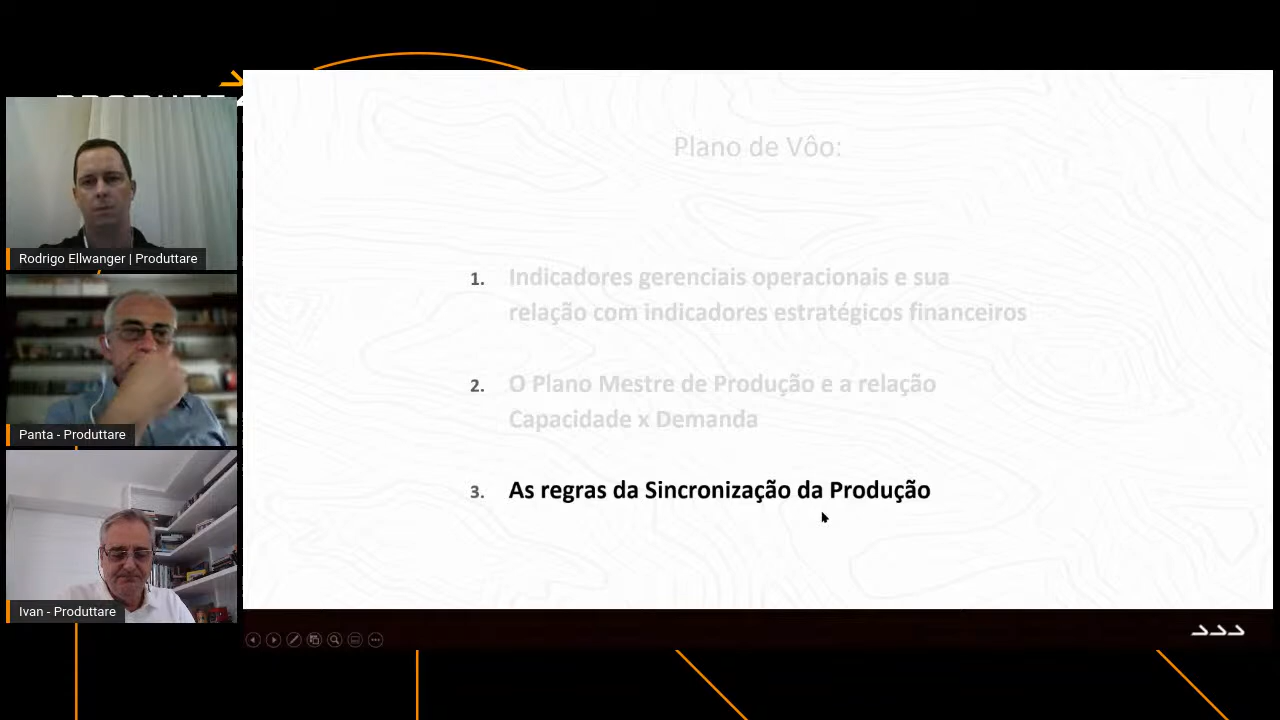 Plano de Vôo:
1. Indicadores gerenciais operacionais e sua
relação com indicadores estratégicos financeiros
2. O Plano Mestre de Produção e a relação
Capacidade x Demanda
3. As regras da Sincronização da Produção
Rodrigo Ellwanger | Produttare
Panta - Produttare
Ivan - Produttare